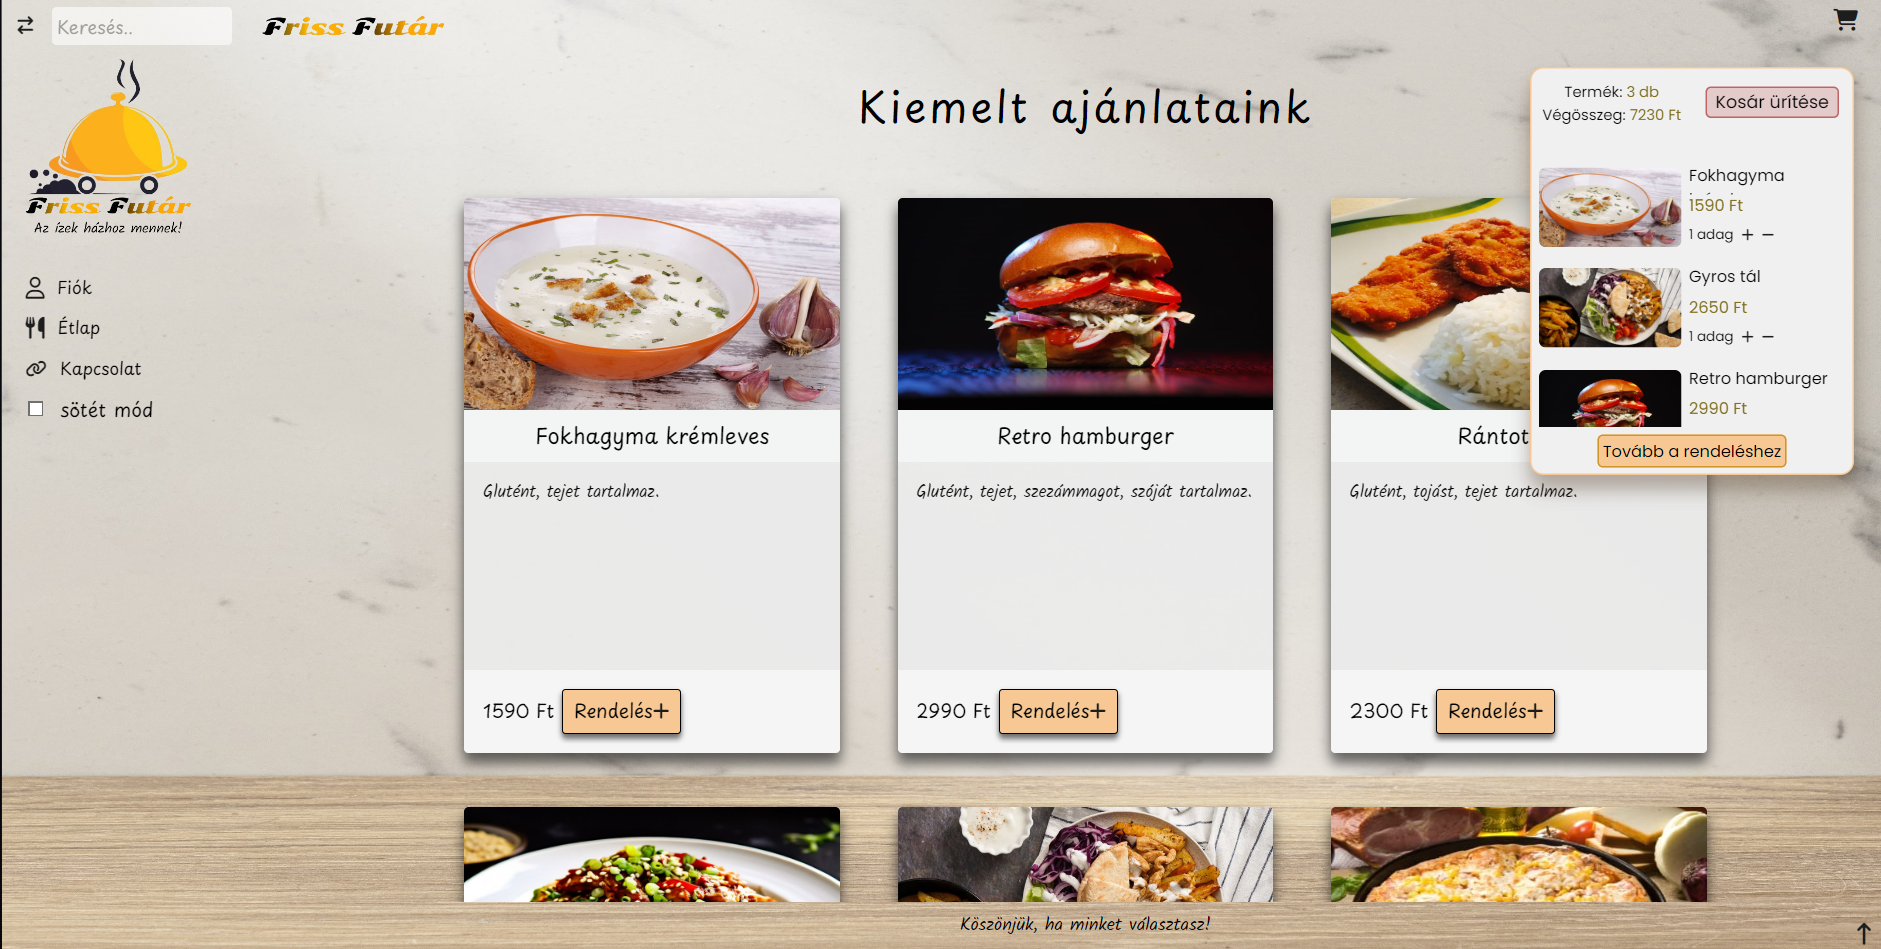 Keresés..
Friss Futár
Friss Futár
Az ízek házhoz mennek!
Fiók
Étlap
Kapcsolat
sötét mód
Kiemelt ajánlataink
Termék: 3 db
Végösszeg: 7230 Ft
Kosár ürítése
Fokhagyma
1590 Ft
1 adag + −
Gyros tál
2650 Ft
1 adag + −
Retro hamburger
2990 Ft
Tovább a rendeléshez
Fokhagyma krémleves
Glutént, tejet tartalmaz.
1590 Ft Rendelés+
Retro hamburger
Glutént, tejet, szezámmagot, szóját tartalmaz.
2990 Ft Rendelés+
Rántot
Glutént, tojást, tejet tartalmaz.
2300 Ft Rendelés+
Köszönjük, ha minket választasz!